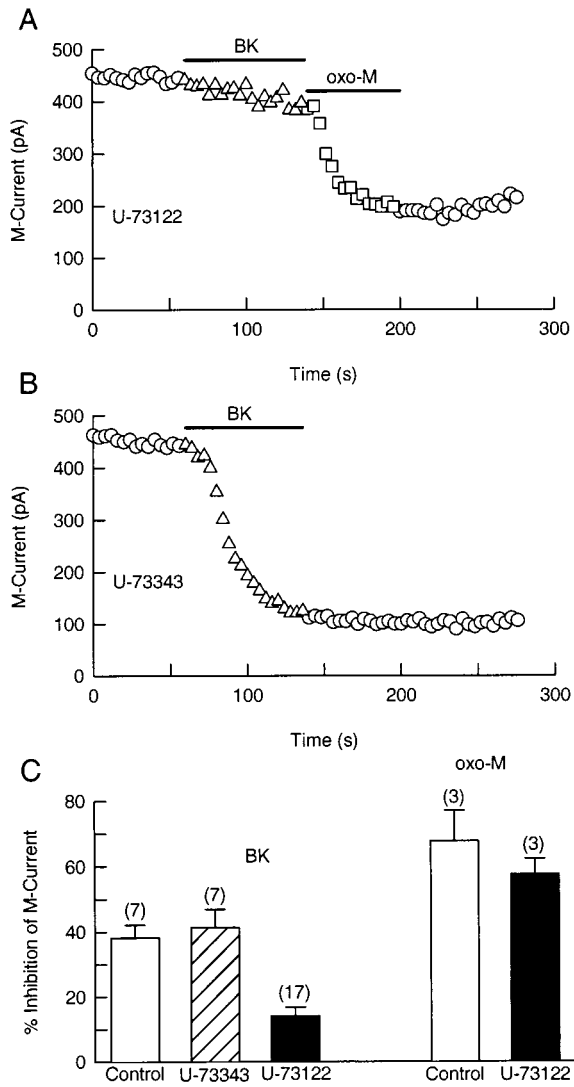 A
500
400
300
200
100
0
M-Current (pA)
BK
oxo-M
U-73122
0
100
200
300
Time (s)
B
500
400
300
200
100
0
M-Current (pA)
BK
U-73343
0
100
200
300
Time (s)
C
80
60
40
20
0
% Inhibition of M-Current
BK
oxo-M
(7)
(7)
(17)
(3)
(3)
Control
U-73343
U-73122
Control
U-73122